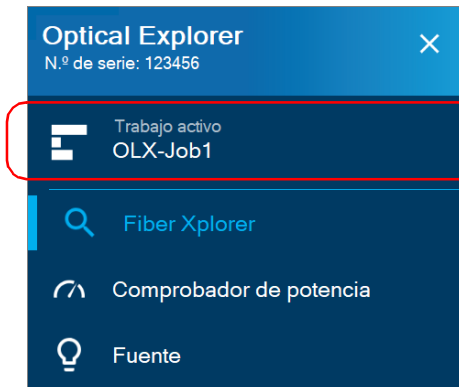 Optical Explorer
N.º de serie: 123456
Trabajo activo
OLX-Job1
Fiber Xplorer
Comprobador de potencia
Fuente